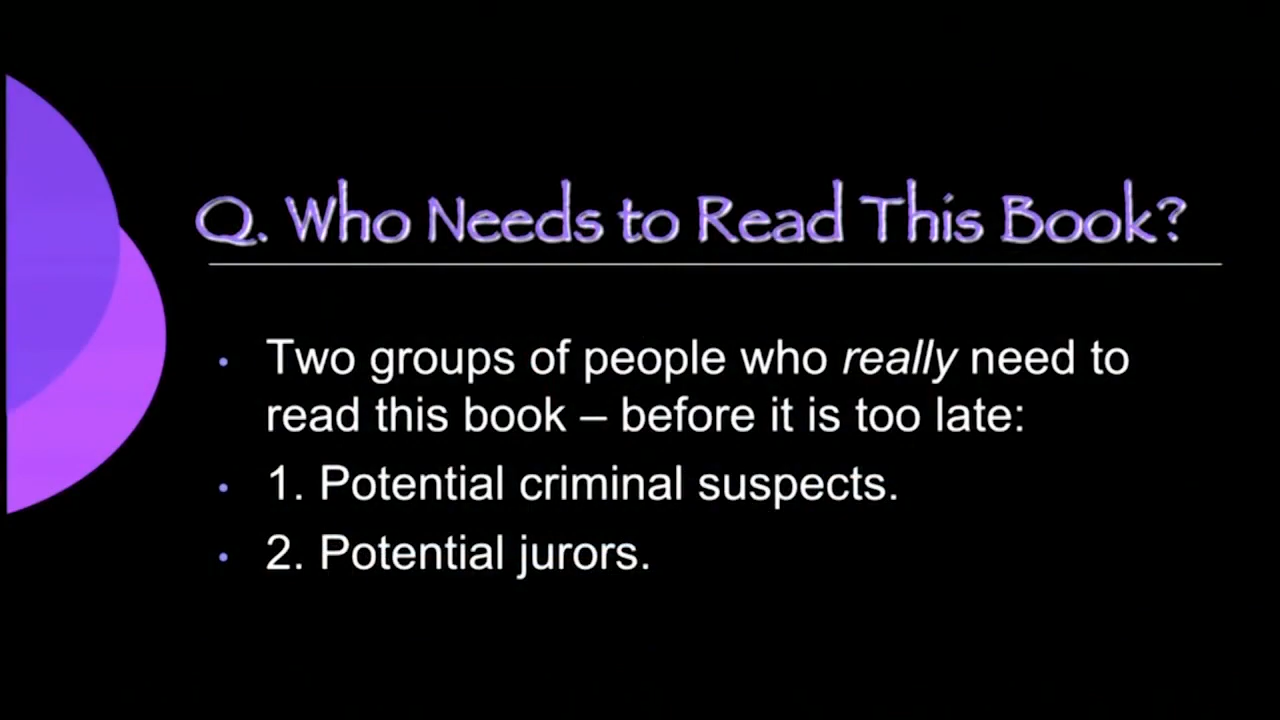 Q. Who Needs to Read This Book?
• Two groups of people who really need to
read this book – before it is too late:
• 1. Potential criminal suspects.
• 2. Potential jurors.